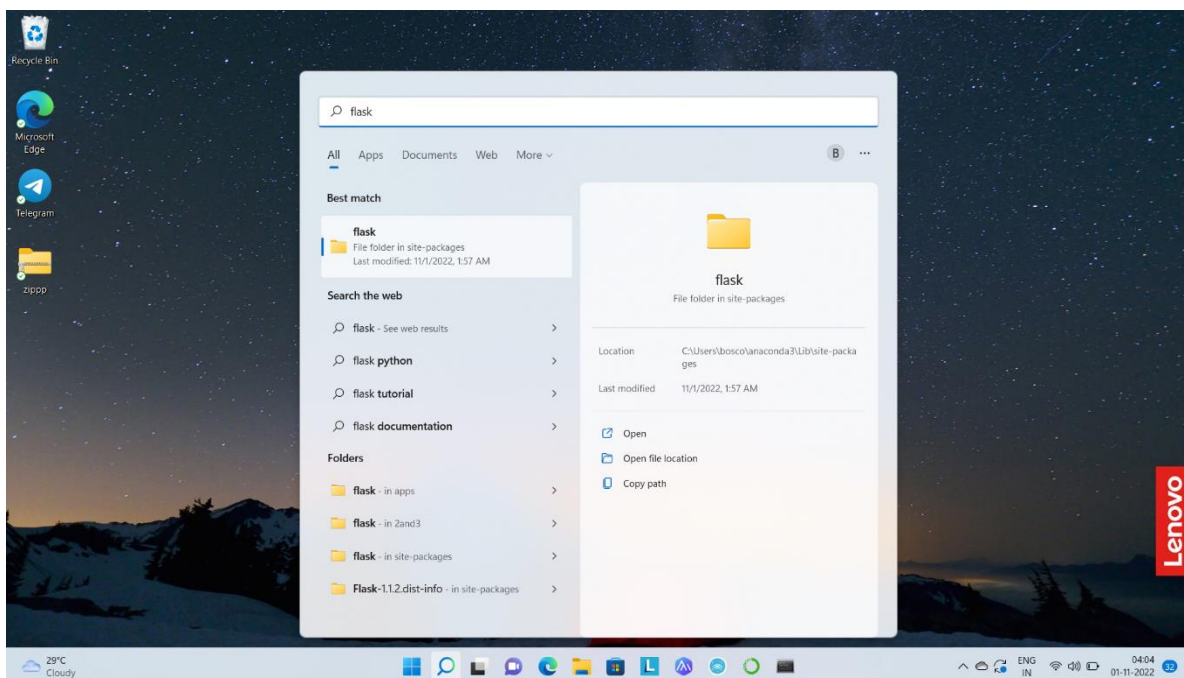 Recycle Bin
Microsoft
Edge
Telegram
zippp
flask
All Apps Documents Web More
B
Best match
flask
File folder in site-packages
Last modified: 11/1/2022, 1:57 AM
Search the web
flask - See web results
flask python
flask tutorial
flask documentation
Folders
flask - in apps
flask - in 2and3
flask - in site-packages
Flask-1.1.2.dist-info - in site-packages
flask
File folder in site-packages
Location C:\Users\bosco\anaconda3\Lib\site-packa
ges
Last modified 11/1/2022, 1:57 AM
Open
Open file location
Copy path
Lenovo
29°C
Cloudy
L
ENG
IN
04:04
01-11-2022
32